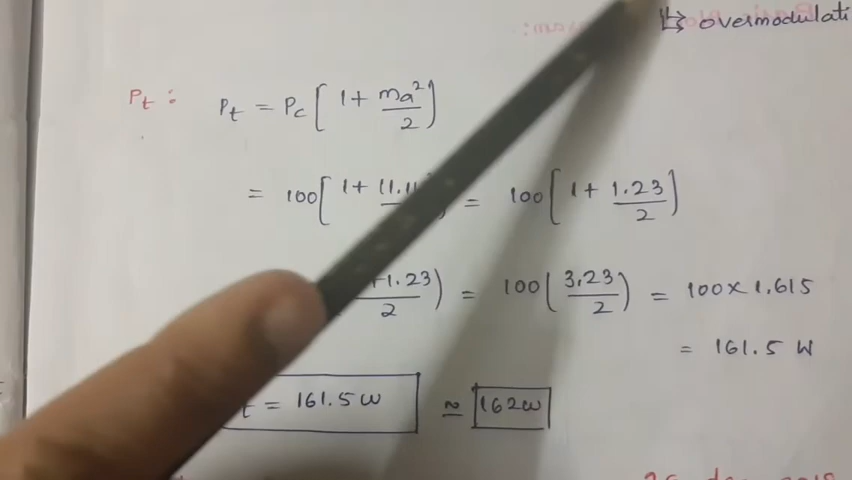 overmodulati
Pt : Pt = Pc [ 1 + ma²/2 ]
= 100[ 1 + (1.11 = 100[ 1 + 1.23/2 ]
+1.23)/2 = 100( 3.23/2 ) = 100 × 1.615
= 161.5 W
t = 161.5 W ≈ 162W